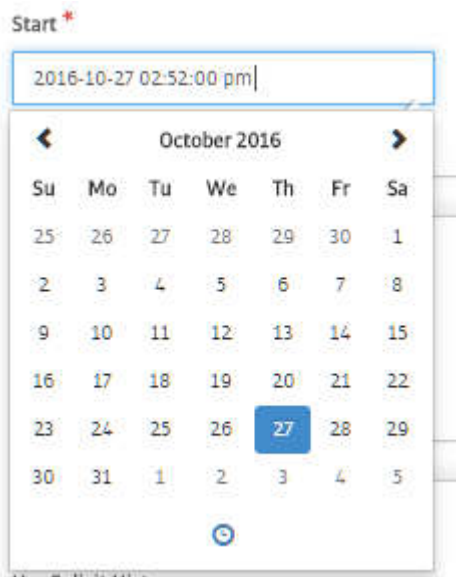 Start *
2016-10-27 02:52:00 pm
October 2016
Su Mo Tu We Th Fr Sa
25 26 27 28 29 30 1
2 3 4 5 6 7 8
9 10 11 12 13 14 15
16 17 18 19 20 21 22
23 24 25 26 27 28 29
30 31 1 2 3 4 5